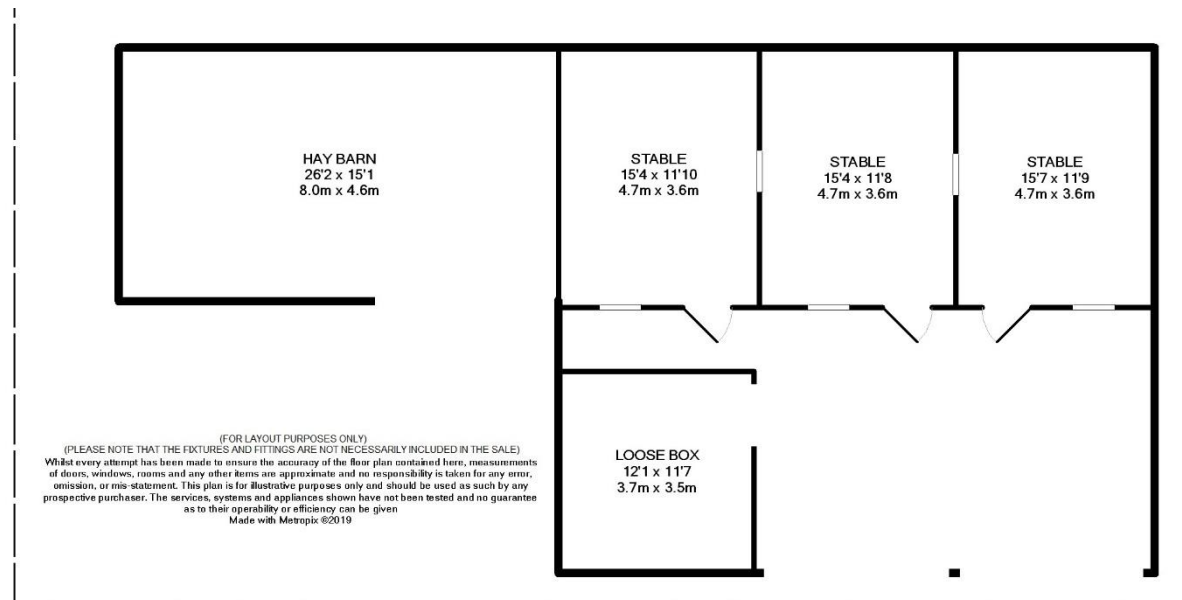 HAY BARN
26'2 x 15'1
8.0m x 4.6m
STABLE
15'4 x 11'10
4.7m x 3.6m
STABLE
15'4 x 11'8
4.7m x 3.6m
STABLE
15'7 x 11'9
4.7m x 3.6m
LOOSE BOX
12'1 x 11'7
3.7m x 3.5m
(FOR LAYOUT PURPOSES ONLY)
(PLEASE NOTE THAT THE FIXTURES AND FITTINGS ARE NOT NECESSARILY INCLUDED IN THE SALE)
Whilst every attempt has been made to ensure the accuracy of the floor plan contained here, measurements
of doors, windows, rooms and any other items are approximate and no responsibility is taken for any error,
omission, or mis-statement. This plan is for illustrative purposes only and should be used as such by any
prospective purchaser. The services, systems and appliances shown have not been tested and no guarantee
as to their operability or efficiency can be given
Made with Metropix ©2019